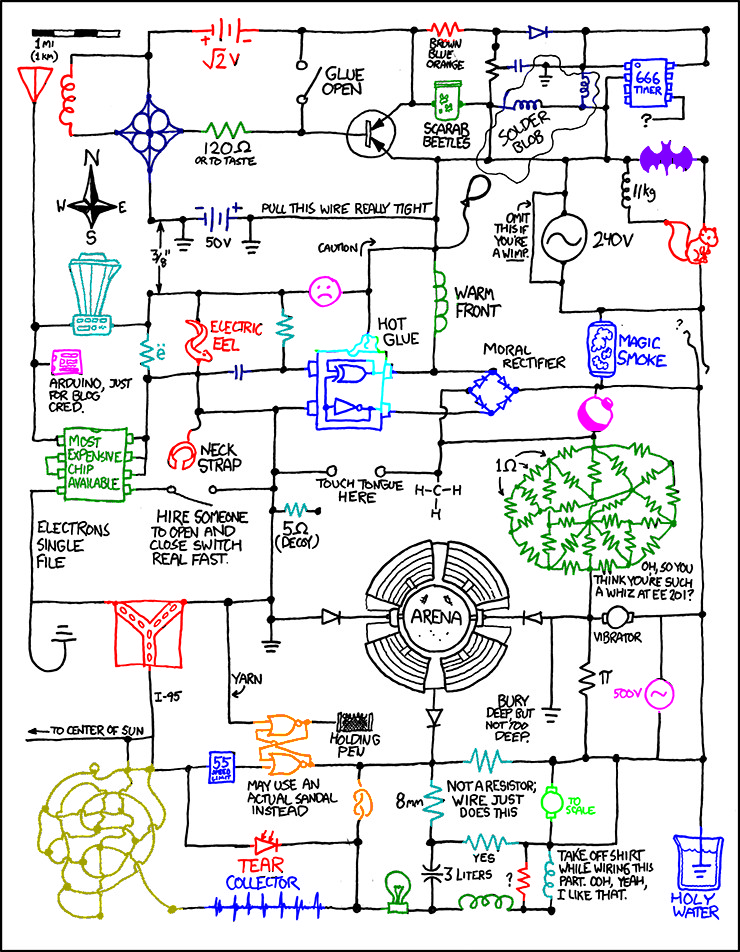 1 MI
(1 KM)
+ -
√2 V
GLUE
OPEN
BROWN
BLUE
ORANGE
666
TIMER
?
SCARAB
BEETLES
SOLDER
BLOB
120Ω
OR TO TASTE
N
W E
S
11kg
- +
50V
PULL THIS WIRE REALLY TIGHT
CAUTION
OMIT
THIS IF
YOU'RE
A WIMP.
240V
3/8"
WARM
FRONT
ELECTRIC
EEL
HOT
GLUE
MORAL
RECTIFIER
MAGIC
SMOKE
?
ë
ARDUINO, JUST
FOR BLOG
CRED.
NECK
STRAP
MOST
EXPENSIVE
CHIP
AVAILABLE
TOUCH TONGUE
HERE
H-C-H
H
1Ω
ELECTRONS
SINGLE
FILE
HIRE SOMEONE
TO OPEN AND
CLOSE SWITCH
REAL FAST.
5Ω
(DECOY)
OH, SO YOU
THINK YOU'RE SUCH
A WHIZ AT EE 201?
ARENA
VIBRATOR
I-95
YARN
BURY
DEEP, BUT
NOT TOO
DEEP.
π
500V
TO CENTER OF SUN
HOLDING
PEN
55
SPEED
LIMIT
MAY USE AN
ACTUAL SANDAL
INSTEAD
8mm
NOT A RESISTOR;
WIRE JUST
DOES THIS
TO
SCALE
TEAR
COLLECTOR
3 LITERS
YES
?
TAKE OFF SHIRT
WHILE WIRING THIS
PART. OOH, YEAH,
I LIKE THAT.
HOLY
WATER